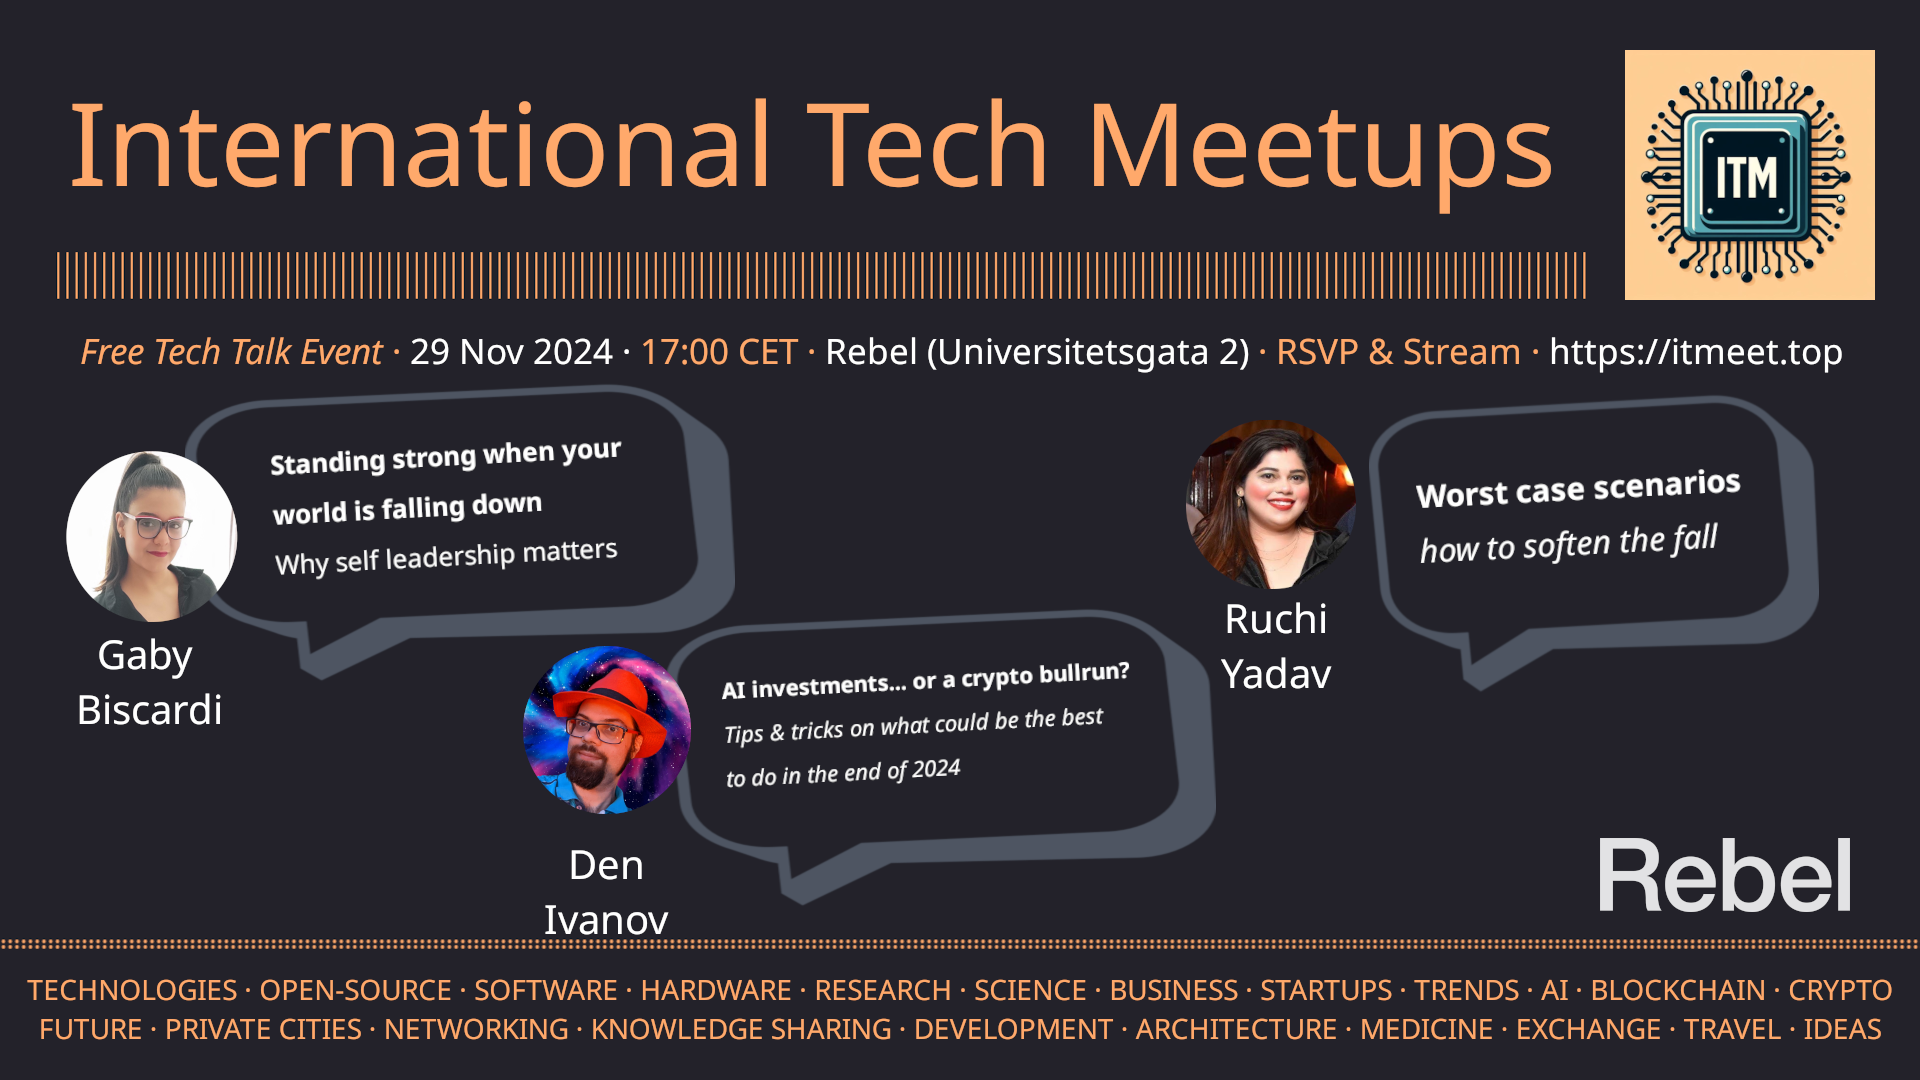 International Tech Meetups
ITM
Free Tech Talk Event · 29 Nov 2024 · 17:00 CET · Rebel (Universitetsgata 2) · RSVP & Stream · https://itmeet.top
Standing strong when your
world is falling down
Why self leadership matters
Gaby
Biscardi
AI investments... or a crypto bullrun?
Tips & tricks on what could be the best
to do in the end of 2024
Den
Ivanov
Worst case scenarios
how to soften the fall
Ruchi
Yadav
Rebel
TECHNOLOGIES · OPEN-SOURCE · SOFTWARE · HARDWARE · RESEARCH · SCIENCE · BUSINESS · STARTUPS · TRENDS · AI · BLOCKCHAIN · CRYPTO
FUTURE · PRIVATE CITIES · NETWORKING · KNOWLEDGE SHARING · DEVELOPMENT · ARCHITECTURE · MEDICINE · EXCHANGE · TRAVEL · IDEAS